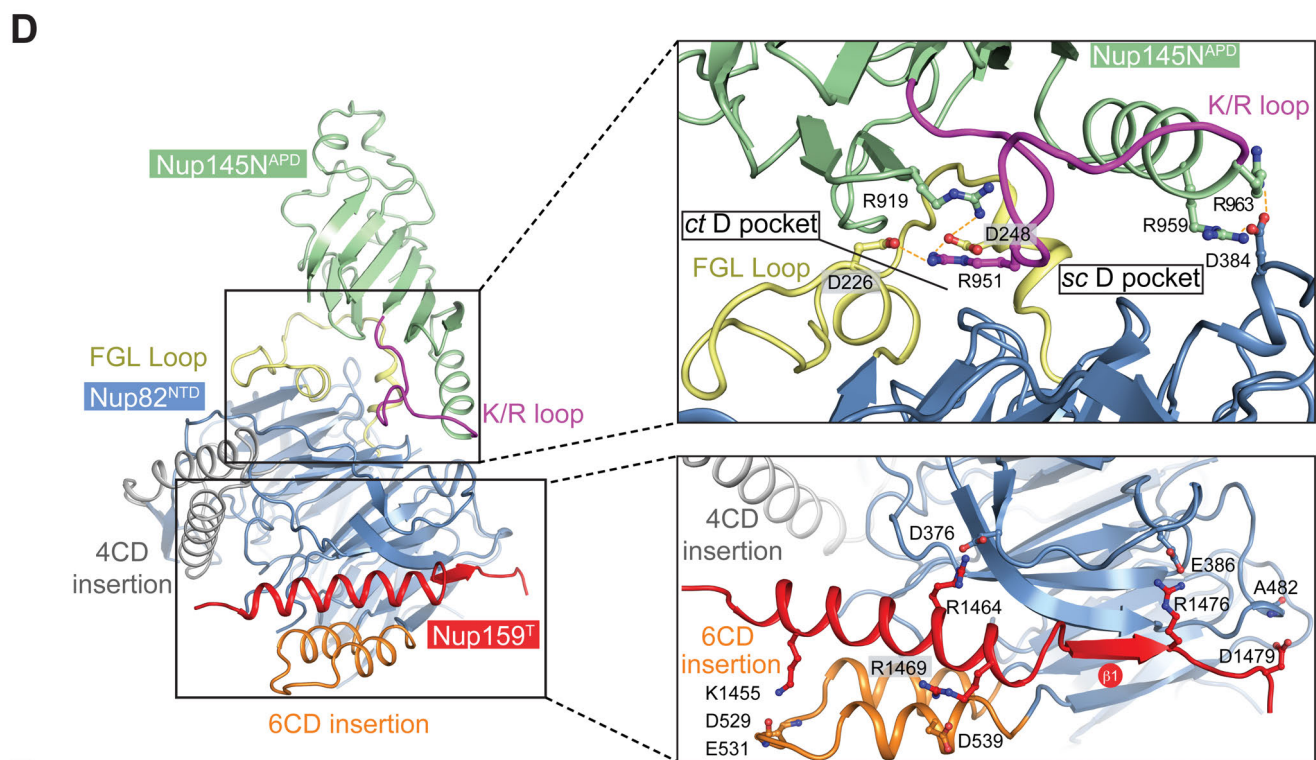 D
Nup145N^APD
FGL Loop
Nup82^NTD
K/R loop
4CD
insertion
Nup159^T
6CD insertion
Nup145N^APD
K/R loop
R919
R963
ct D pocket
D248
R959
FGL Loop
R951
sc D pocket
D384
D226
4CD
insertion
D376
E386
A482
R1464
R1476
6CD
insertion
R1469
D1479
β1
K1455
D529
D539
E531